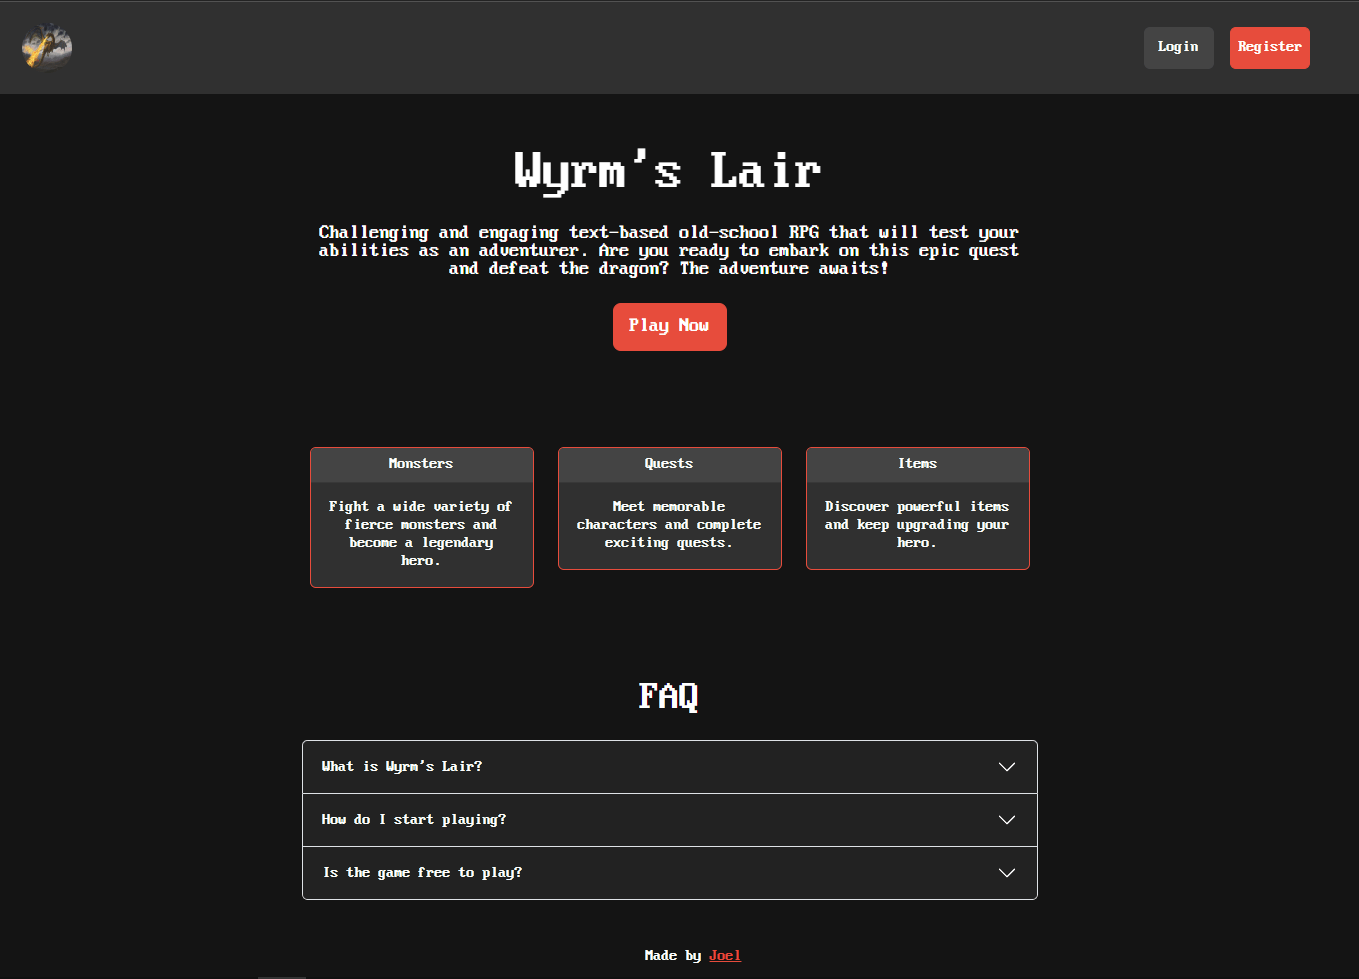 Login
Register
Wyrm's Lair
Challenging and engaging text-based old-school RPG that will test your
abilities as an adventurer. Are you ready to embark on this epic quest
and defeat the dragon? The adventure awaits!
Play Now
Monsters
Fight a wide variety of
fierce monsters and
become a legendary
hero.
Quests
Meet memorable
characters and complete
exciting quests.
Items
Discover powerful items
and keep upgrading your
hero.
FAQ
What is Wyrm's Lair?
How do I start playing?
Is the game free to play?
Made by Joel